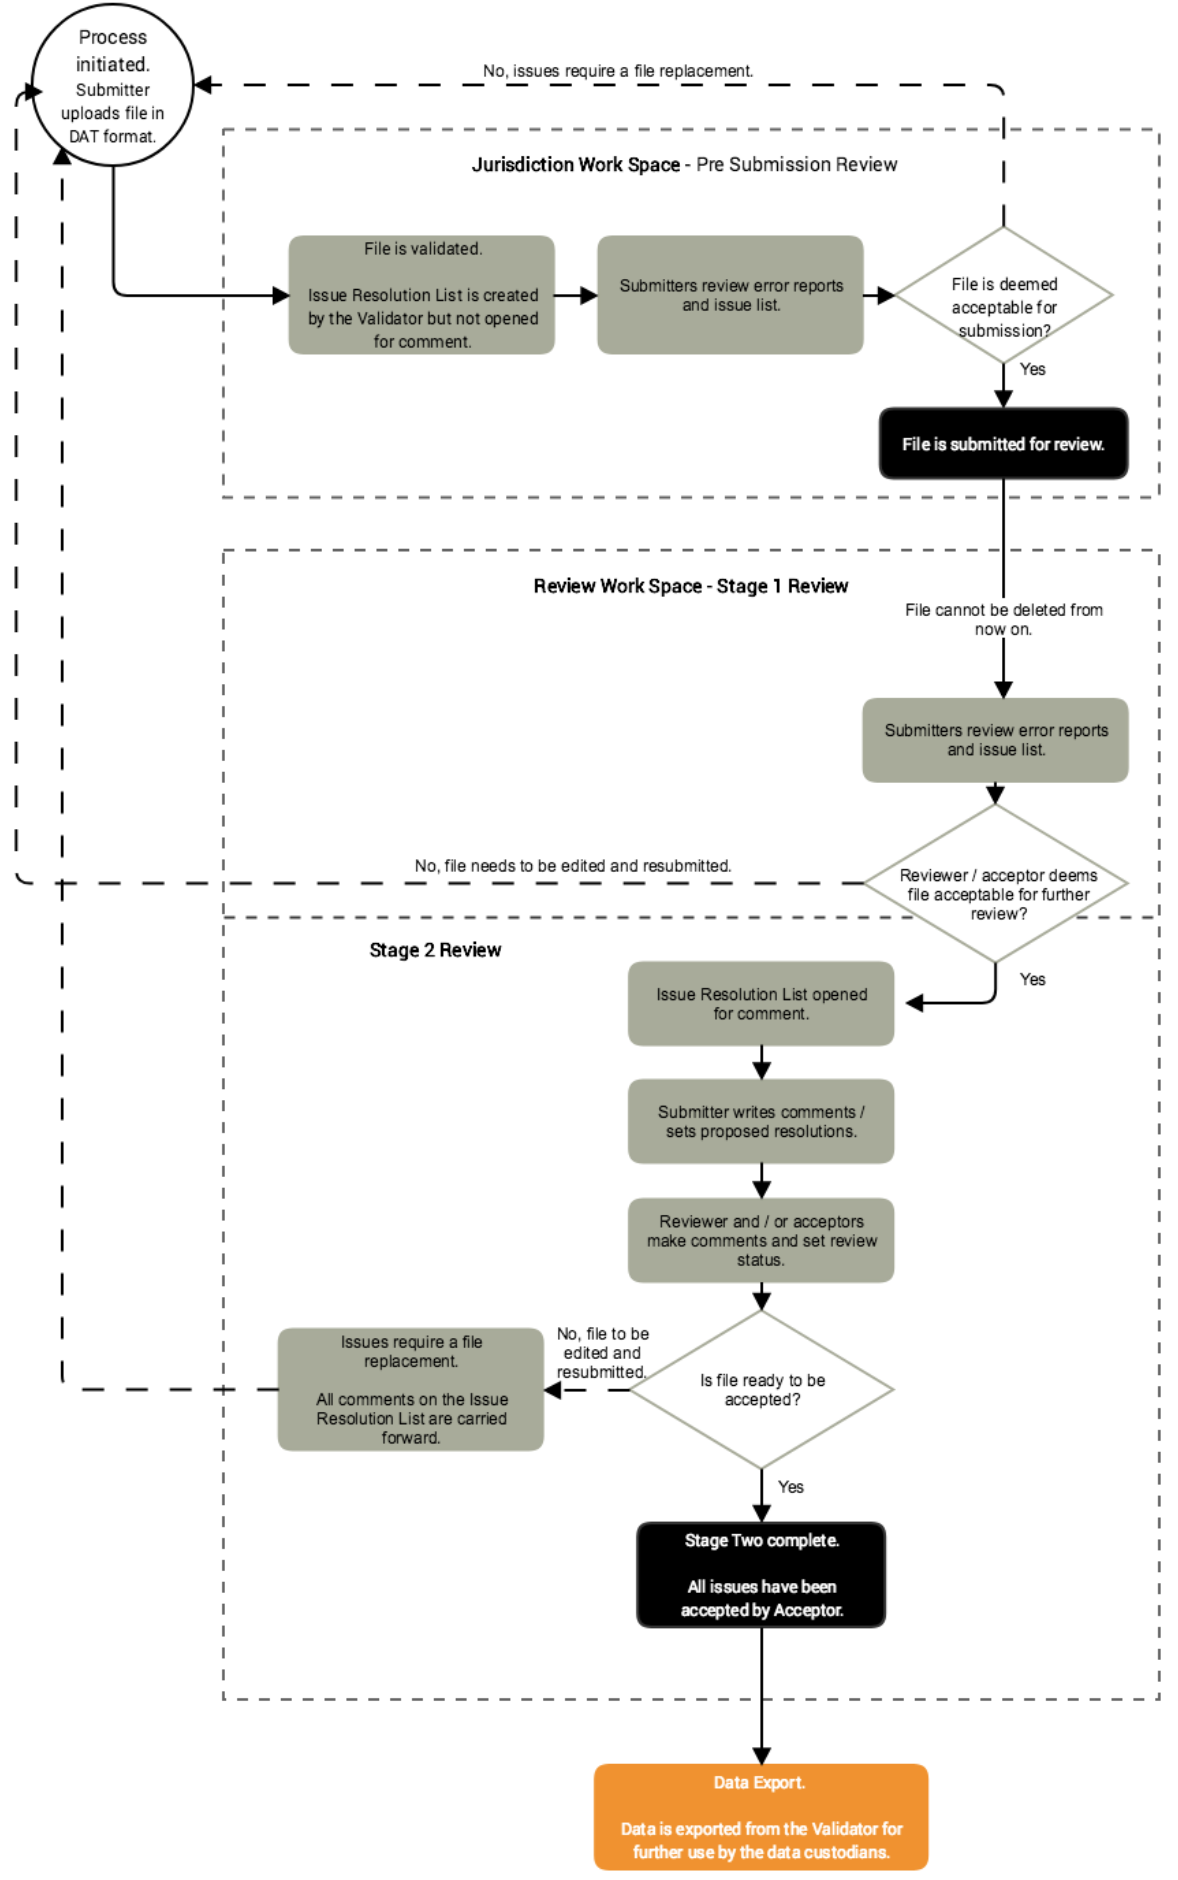 Process
initiated.
Submitter
uploads file in
DAT format.
No, issues require a file replacement.
Jurisdiction Work Space - Pre Submission Review
File is validated.
Issue Resolution List is created
by the Validator but not opened
for comment.
Submitters review error reports
and issue list.
File is deemed
acceptable for
submission?
Yes
File is submitted for review.
Review Work Space - Stage 1 Review
File cannot be deleted from
now on.
Submitters review error reports
and issue list.
No, file needs to be edited and resubmitted.
Reviewer / acceptor deems
file acceptable for further
review?
Yes
Stage 2 Review
Issue Resolution List opened
for comment.
Submitter writes comments /
sets proposed resolutions.
Reviewer and / or acceptors
make comments and set review
status.
Issues require a file
replacement.
All comments on the Issue
Resolution List are carried
forward.
No, file to be
edited and
resubmitted.
Is file ready to be
accepted?
Yes
Stage Two complete.
All issues have been
accepted by Acceptor.
Data Export.
Data is exported from the Validator for
further use by the data custodians.